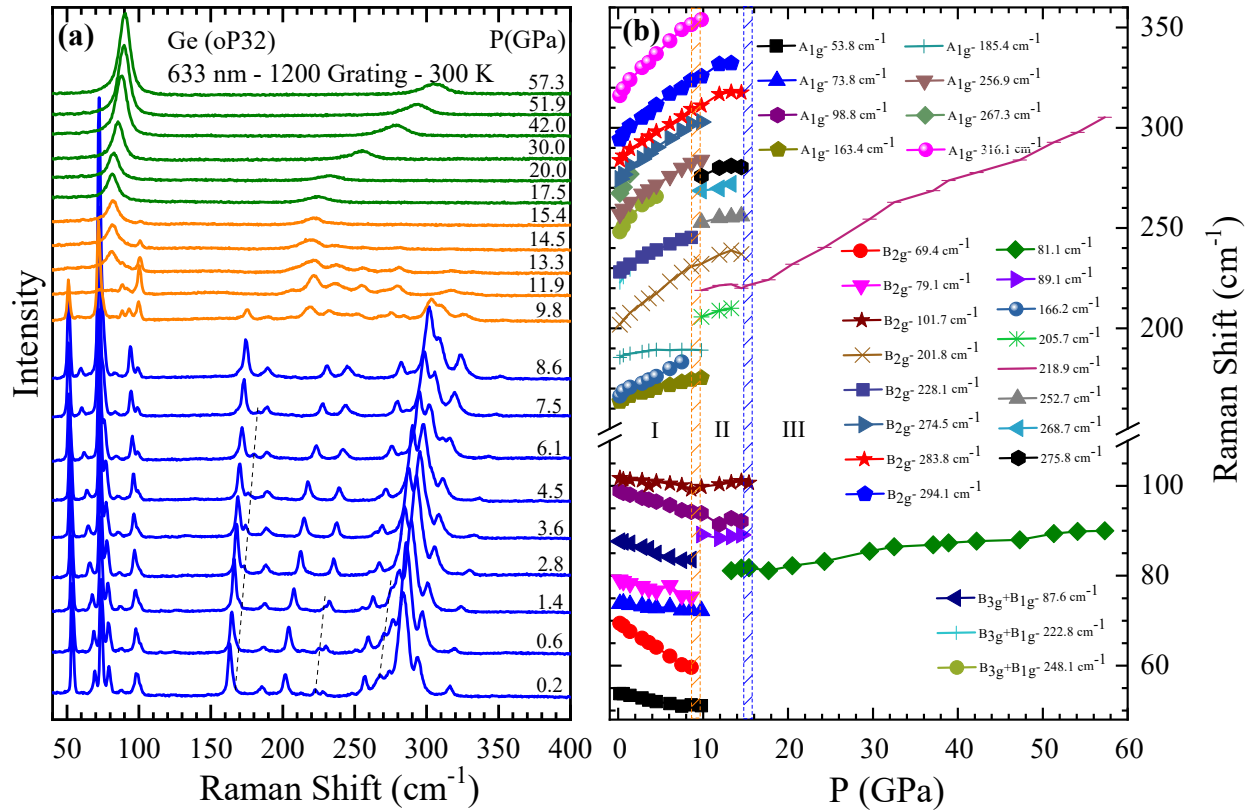 (a) Ge (oP32) P(GPa)
633 nm - 1200 Grating - 300 K
57.3
51.9
42.0
30.0
20.0
17.5
15.4
14.5
13.3
11.9
9.8
8.6
7.5
6.1
4.5
3.6
2.8
1.4
0.6
0.2
Intensity
50 100 150 200 250 300 350 400
Raman Shift (cm⁻¹)
(b)
A1g- 53.8 cm⁻¹
A1g- 73.8 cm⁻¹
A1g- 98.8 cm⁻¹
A1g- 163.4 cm⁻¹
A1g- 185.4 cm⁻¹
A1g- 256.9 cm⁻¹
A1g- 267.3 cm⁻¹
A1g- 316.1 cm⁻¹
B2g- 69.4 cm⁻¹
B2g- 79.1 cm⁻¹
B2g- 101.7 cm⁻¹
B2g- 201.8 cm⁻¹
B2g- 228.1 cm⁻¹
B2g- 274.5 cm⁻¹
B2g- 283.8 cm⁻¹
B2g- 294.1 cm⁻¹
81.1 cm⁻¹
89.1 cm⁻¹
166.2 cm⁻¹
205.7 cm⁻¹
218.9 cm⁻¹
252.7 cm⁻¹
268.7 cm⁻¹
275.8 cm⁻¹
B3g+B1g- 87.6 cm⁻¹
B3g+B1g- 222.8 cm⁻¹
B3g+B1g- 248.1 cm⁻¹
I II III
350
300
250
200
100
80
60
Raman Shift (cm⁻¹)
0 10 20 30 40 50 60
P (GPa)